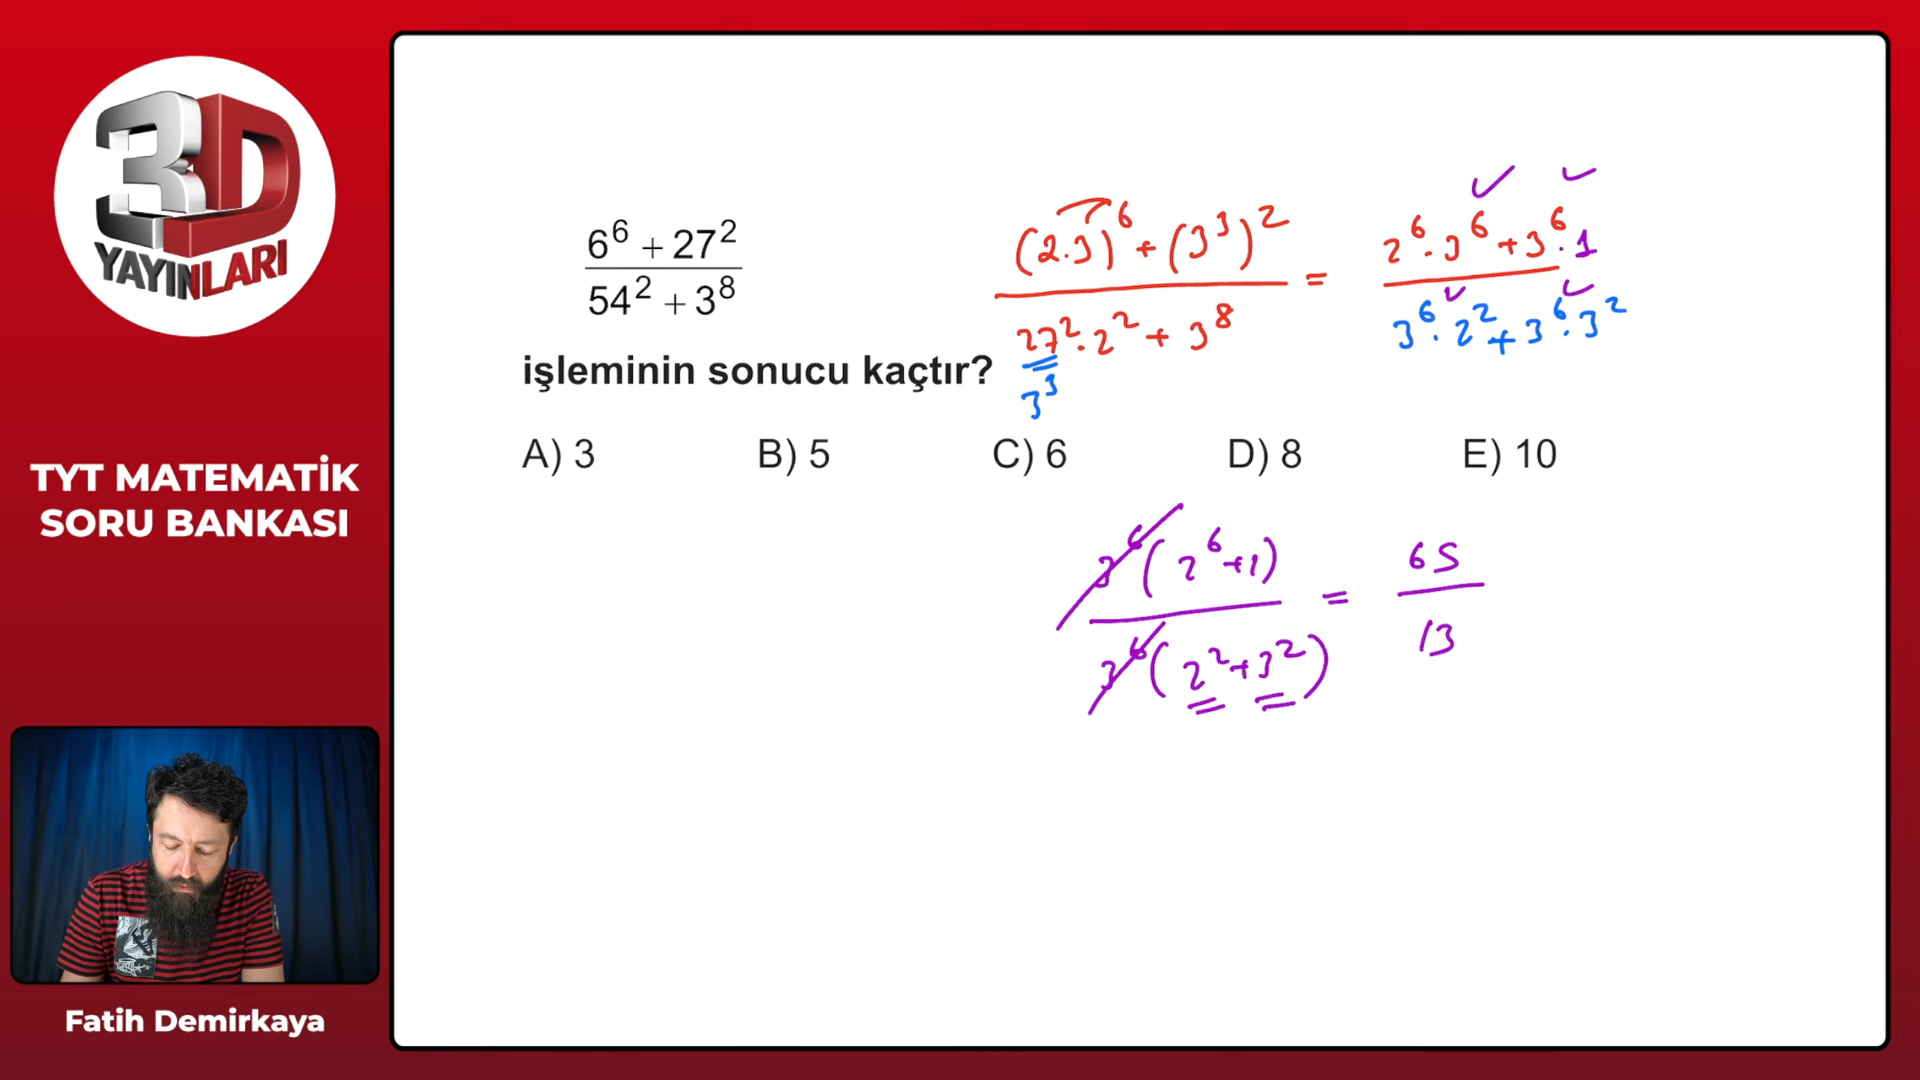 3D
YAYINLARI
TYT MATEMATİK
SORU BANKASI
Fatih Demirkaya
6⁶ + 27²
54² + 3⁸
işleminin sonucu kaçtır?
A) 3 B) 5 C) 6 D) 8 E) 10
(2.3)⁶ + (3³)² = 2⁶.3⁶ + 3⁶.1
27².2² + 3⁸ 3⁶.2² + 3⁶.3²
3³
3⁶(2⁶+1) = 65
3⁶(2²+3²) 13